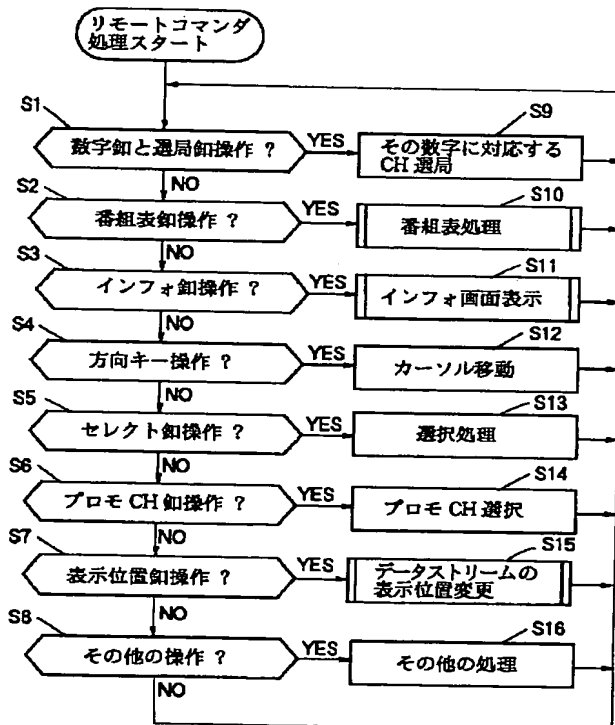 リモートコマンダ
処理スタート
S1
数字釦と選局釦操作 ?
YES
S9
その数字に対応する
CH 選局
NO
S2
番組表釦操作 ?
YES
S10
番組表処理
NO
S3
インフォ釦操作 ?
YES
S11
インフォ画面表示
NO
S4
方向キー操作 ?
YES
S12
カーソル移動
NO
S5
セレクト釦操作 ?
YES
S13
選択処理
NO
S6
プロモ CH 釦操作 ?
YES
S14
プロモ CH 選択
NO
S7
表示位置釦操作 ?
YES
S15
データストリームの
表示位置変更
NO
S8
その他の操作 ?
YES
S16
その他の処理
NO